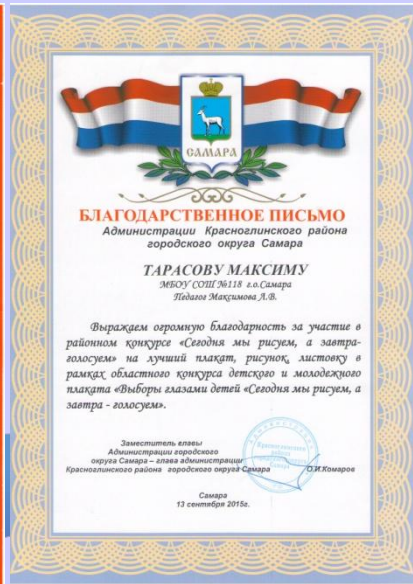 САМАРА
БЛАГОДАРСТВЕННОЕ ПИСЬМО
Администрации Красноглинского района
городского округа Самара
ТАРАСОВУ МАКСИМУ
МБОУ СОШ №118 г.о.Самара
Педагог Максимова Л.В.
Выражаем огромную благодарность за участие в
районном конкурсе «Сегодня мы рисуем, а завтра-
голосуем» на лучший плакат, рисунок, листовку в
рамках областного конкурса детского и молодежного
плаката «Выборы глазами детей «Сегодня мы рисуем, а
завтра - голосуем».
Заместитель главы
Администрации городского
округа Самара – глава администрации
Красноглинского района городского округа Самара О.И.Комаров
Самара
13 сентября 2015г.